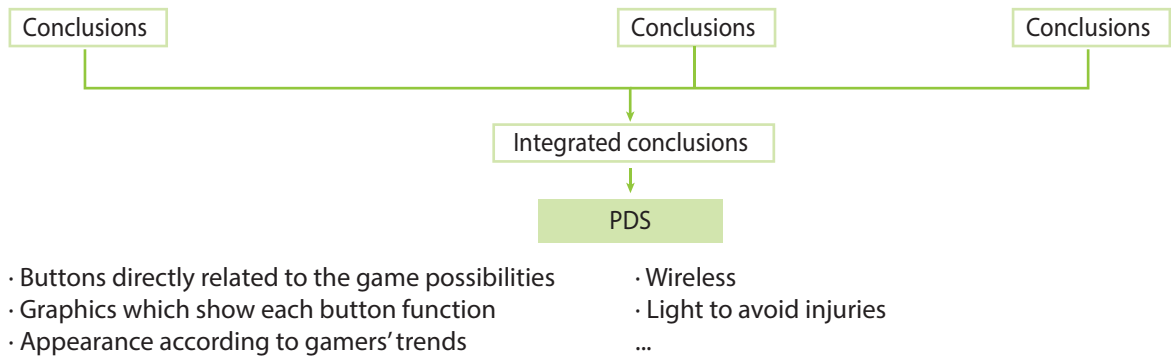 Conclusions Conclusions Conclusions
Integrated conclusions
PDS
· Buttons directly related to the game possibilities
· Graphics which show each button function
· Appearance according to gamers’ trends
· Wireless
· Light to avoid injuries
...